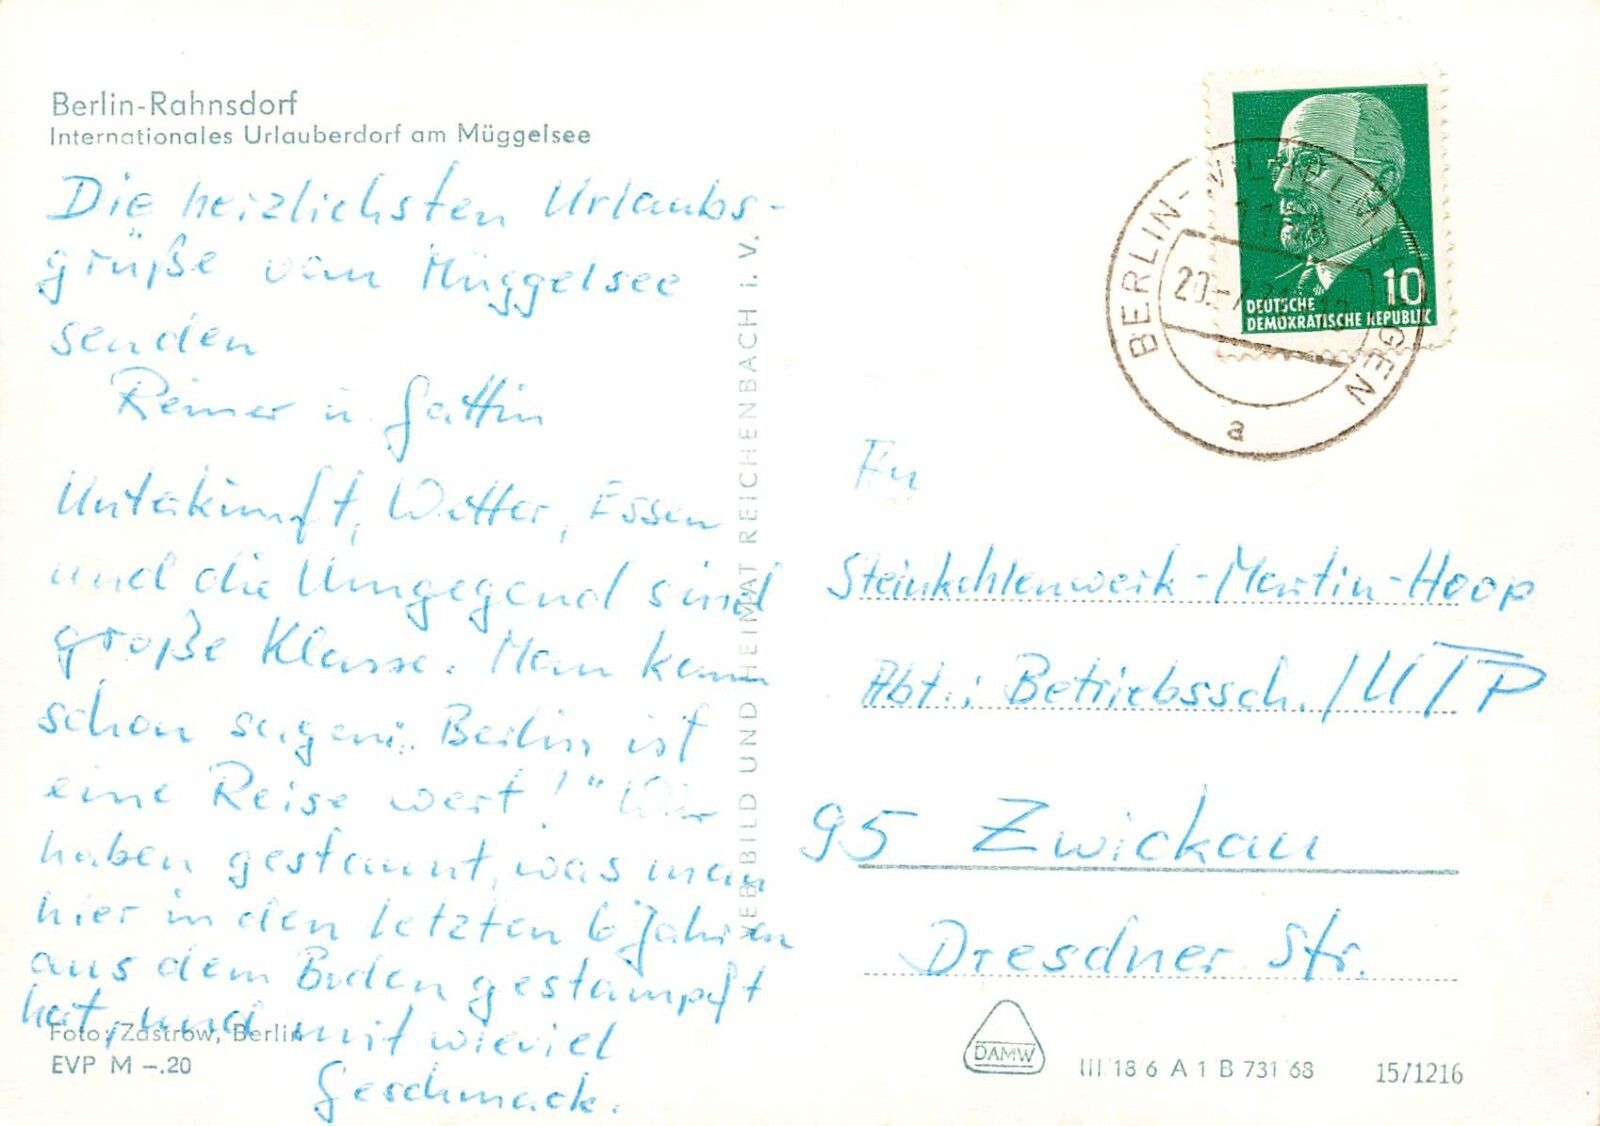 Berlin-Rahnsdorf
Internationales Urlauberdorf am Müggelsee
Die herzlichsten Urlaubs-
grüße vom Müggelsee
senden
Reimer u. Gattin
Unterkunft, Wetter, Essen
und die Umgegend sind
große Klasse. Man kann
schon sagen: „Berlin ist
eine Reise wert!" Wir
haben gestaunt, was man
hier in den letzten 6 Jahren
aus dem Boden gestampft
hat, und mit wieviel
Geschmack.
Foto: Zastrow, Berlin
EVP M -.20
VEB BILD UND HEIMAT REICHENBACH i. V.
DEUTSCHE
DEMOKRATISCHE REPUBLIK
10
BERLIN-WILHELMSHAGEN
a
An
Steinkohlenwerk-Martin-Hoop
Abt.: Betriebssch./UTP
95 Zwickau
Dresdner Str.
DAMW
III 18 6 A 1 B 731 68
15/1216